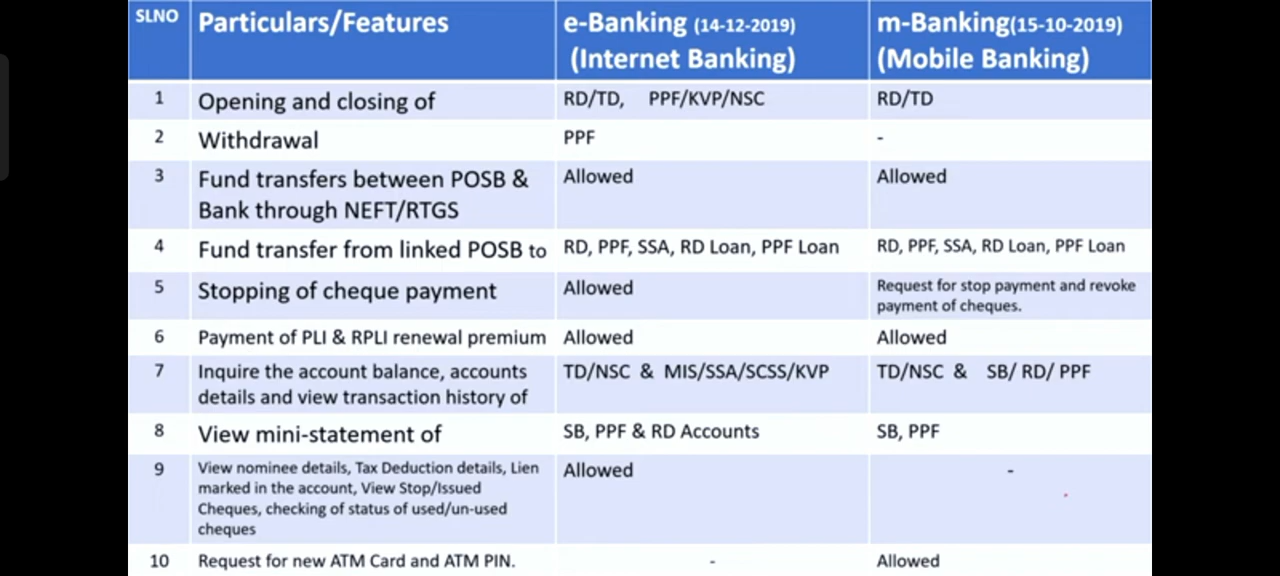 SLNO Particulars/Features e-Banking (14-12-2019) m-Banking(15-10-2019)
(Internet Banking) (Mobile Banking)
1 Opening and closing of RD/TD, PPF/KVP/NSC RD/TD
2 Withdrawal PPF -
3 Fund transfers between POSB & Allowed Allowed
Bank through NEFT/RTGS
4 Fund transfer from linked POSB to RD, PPF, SSA, RD Loan, PPF Loan RD, PPF, SSA, RD Loan, PPF Loan
5 Stopping of cheque payment Allowed Request for stop payment and revoke
payment of cheques.
6 Payment of PLI & RPLI renewal premium Allowed Allowed
7 Inquire the account balance, accounts TD/NSC & MIS/SSA/SCSS/KVP TD/NSC & SB/ RD/ PPF
details and view transaction history of
8 View mini-statement of SB, PPF & RD Accounts SB, PPF
9 View nominee details, Tax Deduction details, Lien Allowed -
marked in the account, View Stop/Issued
Cheques, checking of status of used/un-used
cheques
10 Request for new ATM Card and ATM PIN. - Allowed